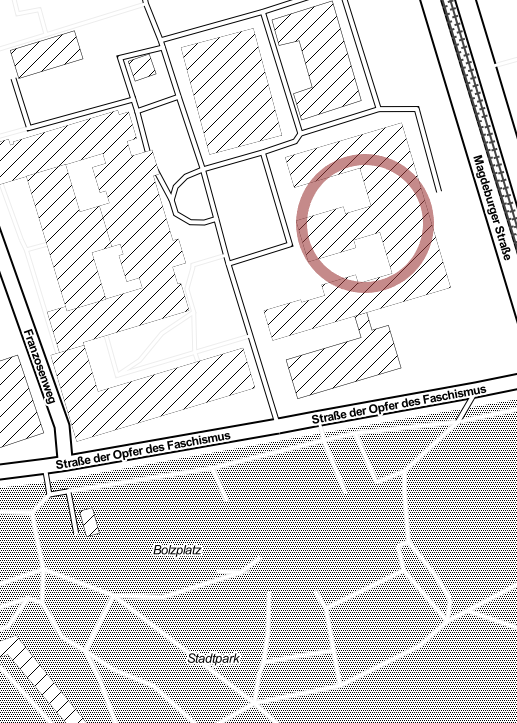 Magdeburger Straße
Franzosenweg
Straße der Opfer des Faschismus
Straße der Opfer des Faschismus
Bolzplatz
Stadtpark